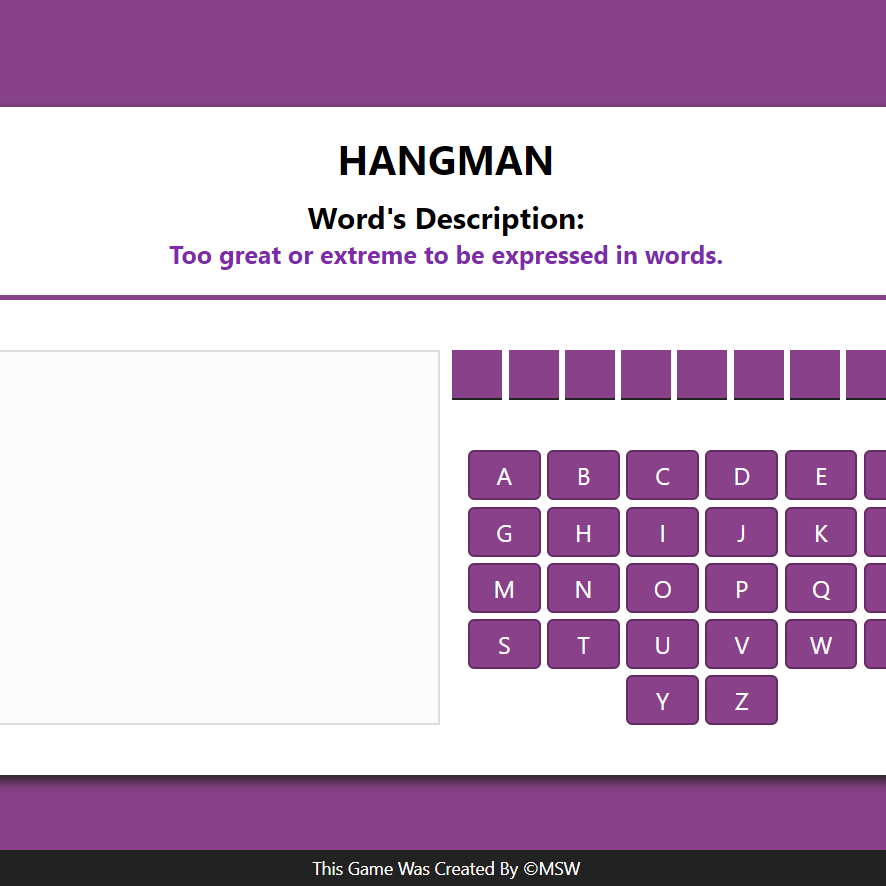 HANGMAN
Word's Description:
Too great or extreme to be expressed in words.
A B C D E
G H I J K
M N O P Q
S T U V W
Y Z
This Game Was Created By ©MSW